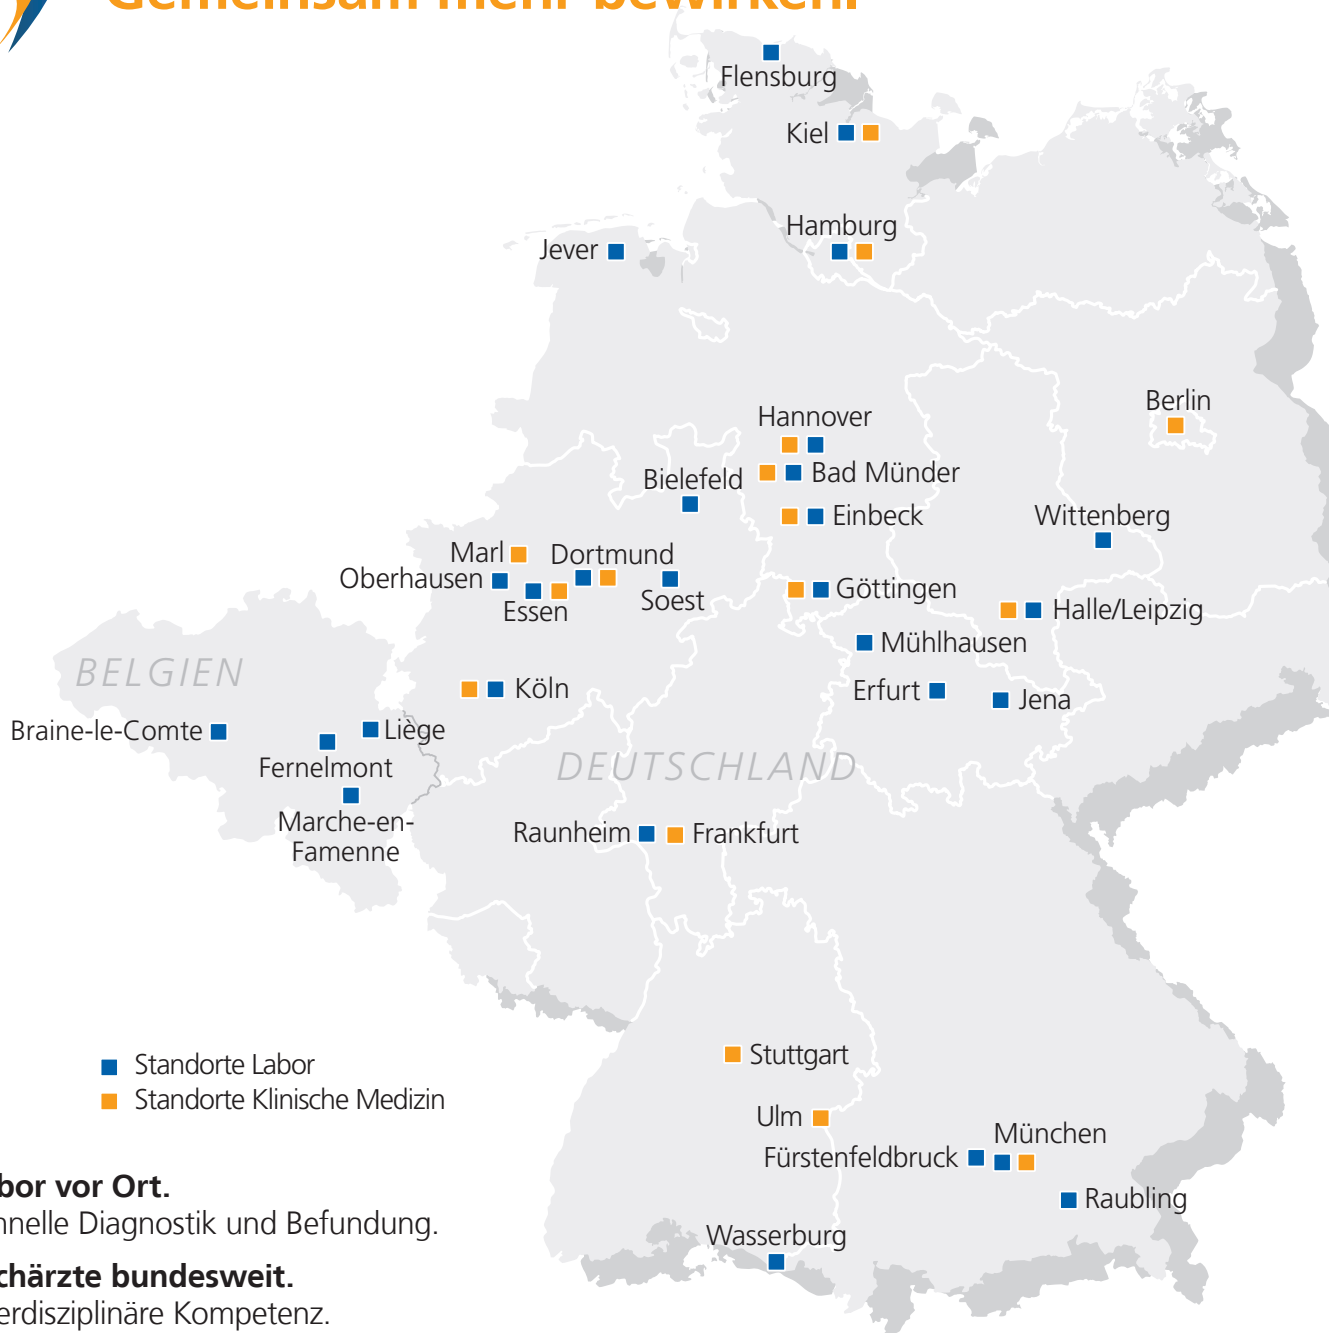 Gemeinsam mehr bewirken.
Flensburg
Kiel
Hamburg
Jever
Berlin
Hannover
Bad Münder
Bielefeld
Einbeck
Wittenberg
Marl
Dortmund
Oberhausen
Essen
Soest
Göttingen
Halle/Leipzig
Mühlhausen
BELGIEN
Köln
Erfurt
Jena
Braine-le-Comte
Liège
Fernelmont
DEUTSCHLAND
Marche-en-
Famenne
Raunheim
Frankfurt
Standorte Labor
Standorte Klinische Medizin
Stuttgart
Ulm
München
Fürstenfeldbruck
Raubling
Wasserburg
bor vor Ort.
nelle Diagnostik und Befundung.
chärzte bundesweit.
erdisziplinäre Kompetenz.